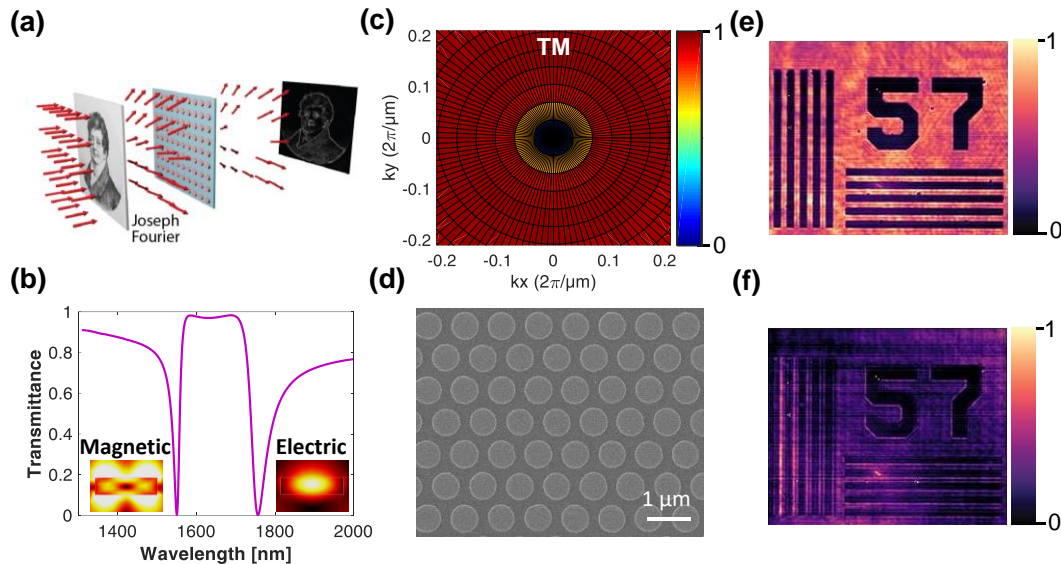 (a)
Joseph
Fourier
(b)
Transmittance
1
0.8
0.6
0.4
0.2
0
Magnetic
Electric
1400
1600
1800
2000
Wavelength [nm]
(c)
TM
ky (2π/μm)
0.2
0.1
0
-0.1
-0.2
-0.2
-0.1
0
0.1
0.2
kx (2π/μm)
1
0
(d)
1 μm
(e)
57
1
0
(f)
57
1
0